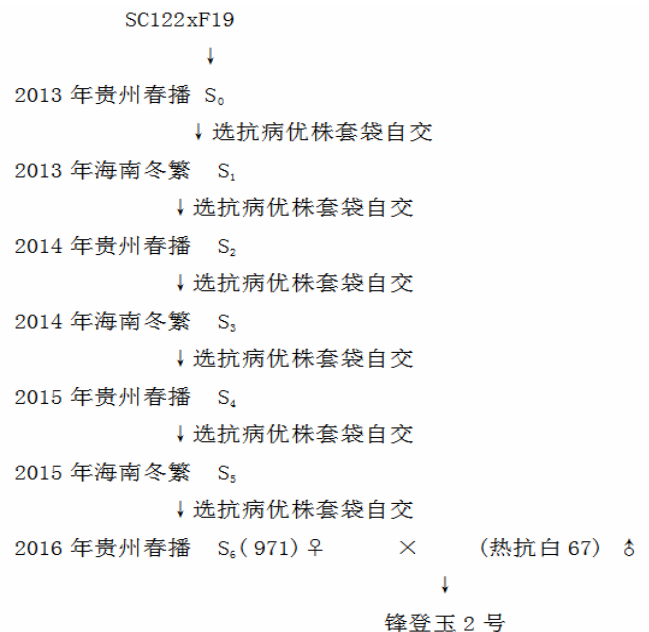 SC122xF19
↓
2013 年贵州春播 S₀
↓选抗病优株套袋自交
2013 年海南冬繁 S₁
↓选抗病优株套袋自交
2014 年贵州春播 S₂
↓选抗病优株套袋自交
2014 年海南冬繁 S₃
↓选抗病优株套袋自交
2015 年贵州春播 S₄
↓选抗病优株套袋自交
2015 年海南冬繁 S₅
↓选抗病优株套袋自交
2016 年贵州春播 S₆(971)♀ × (热抗白 67) ♁
↓
锋登玉 2 号